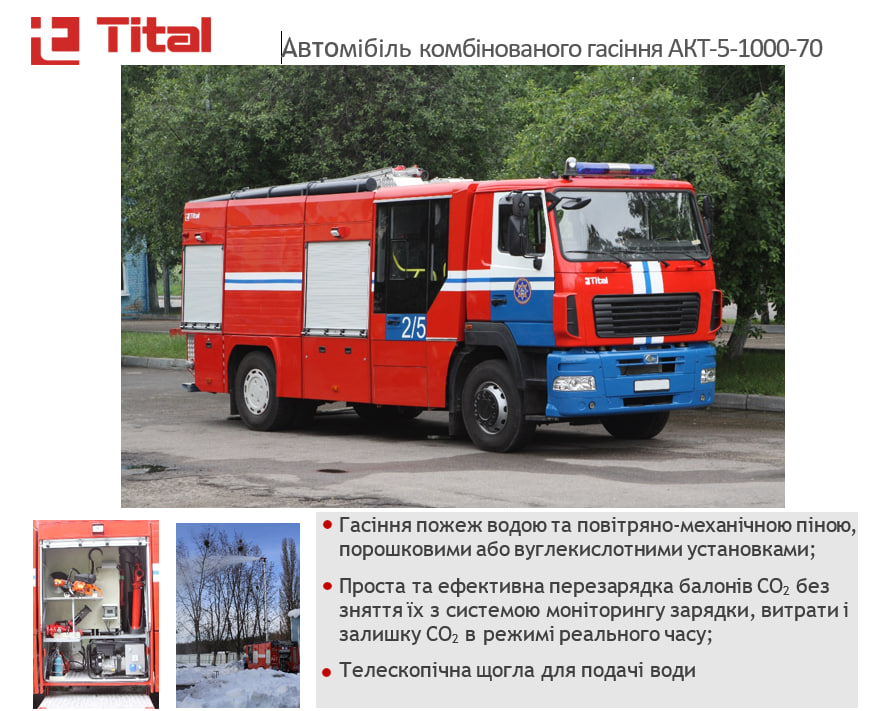 Tital
Автомібіль комбінованого гасіння АКТ-5-1000-70
Tital
Tital
2/5
• Гасіння пожеж водою та повітряно-механічною піною,
порошковими або вуглекислотними установками;
• Проста та ефективна перезарядка балонів CO₂ без
зняття їх з системою моніторингу зарядки, витрати і
залишку CO₂ в режимі реального часу;
• Телескопічна щогла для подачі води